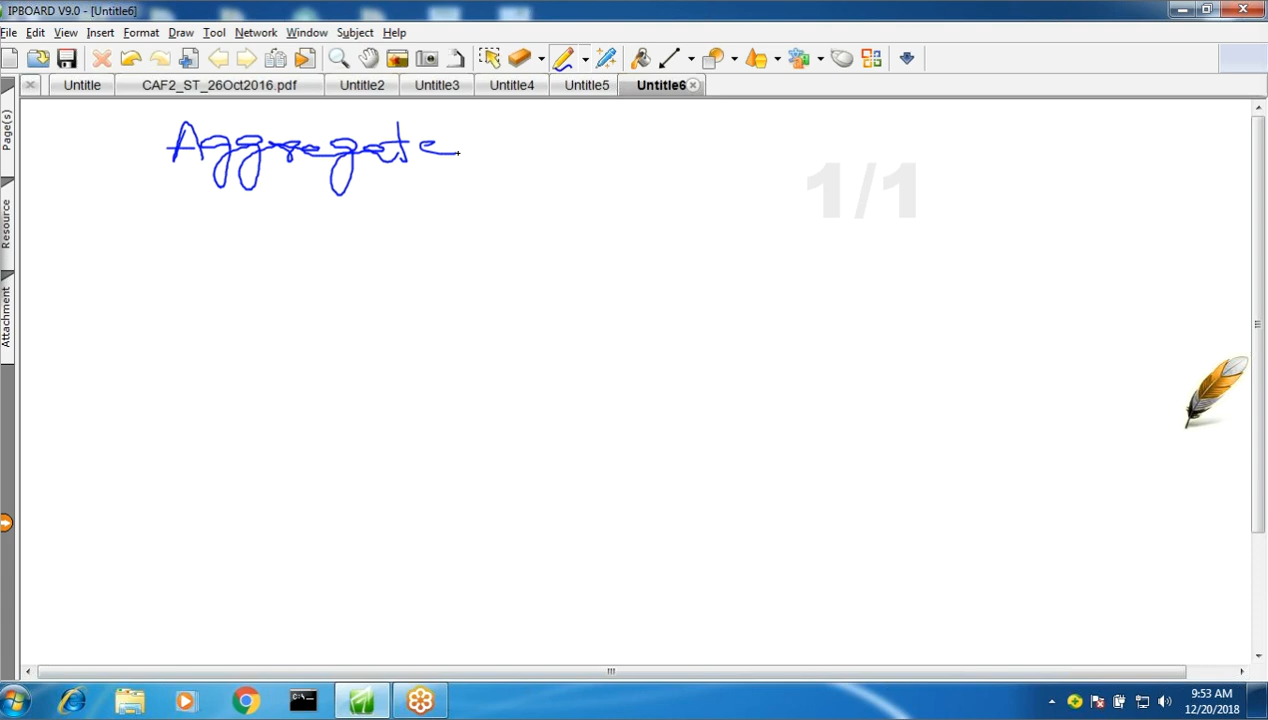 IPBOARD V9.0 - [Untitle6]
File Edit View Insert Format Draw Tool Network Window Subject Help
Untitle CAF2_ST_26Oct2016.pdf Untitle2 Untitle3 Untitle4 Untitle5 Untitle6
Page(s)
Resource
Attachment
Aggregate
1/1
9:53 AM
12/20/2018